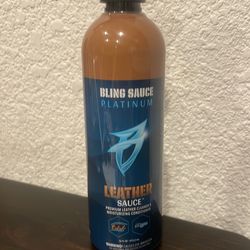 BLING SAUCE
PLATINUM
LEATHER
SAUCE
PREMIUM LEATHER CLEANER &
MOISTURIZING CONDITIONER